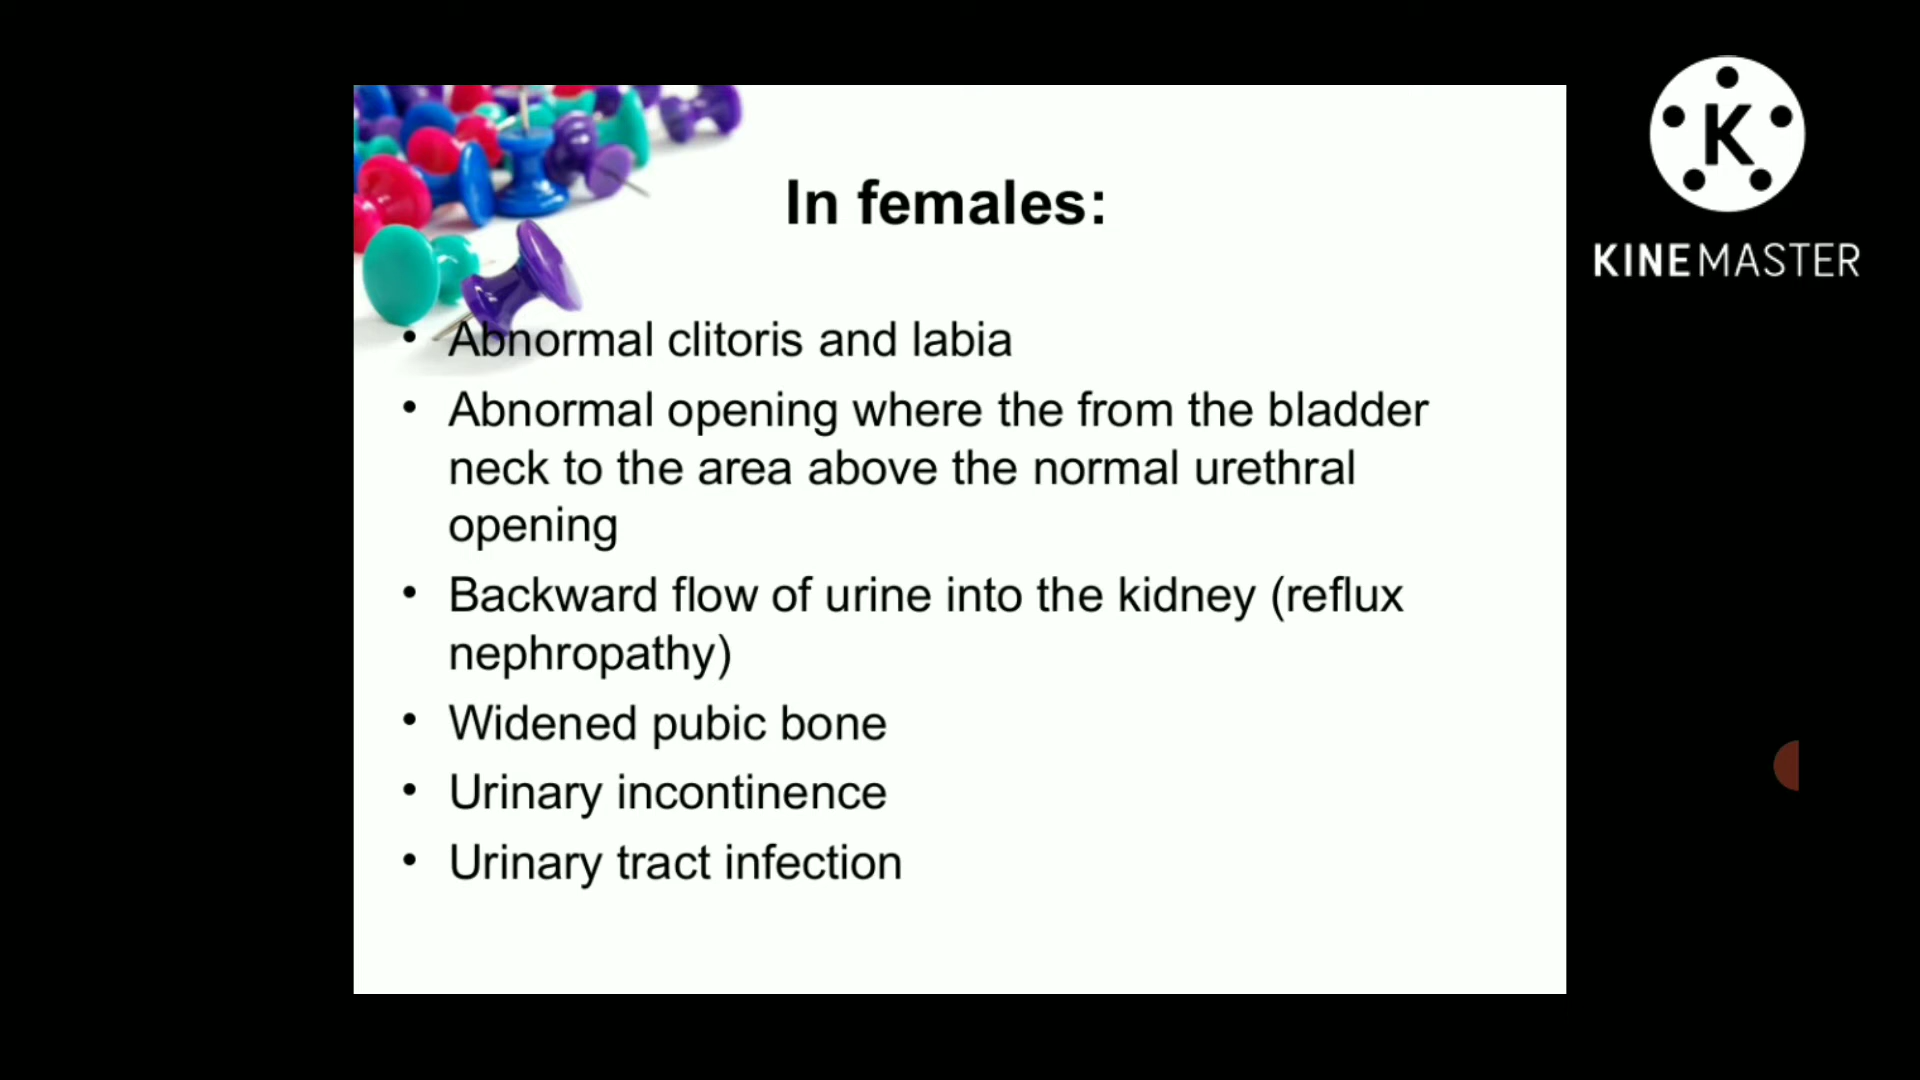 In females:
• Abnormal clitoris and labia
• Abnormal opening where the from the bladder
neck to the area above the normal urethral
opening
• Backward flow of urine into the kidney (reflux
nephropathy)
• Widened pubic bone
• Urinary incontinence
• Urinary tract infection
K
KINEMASTER